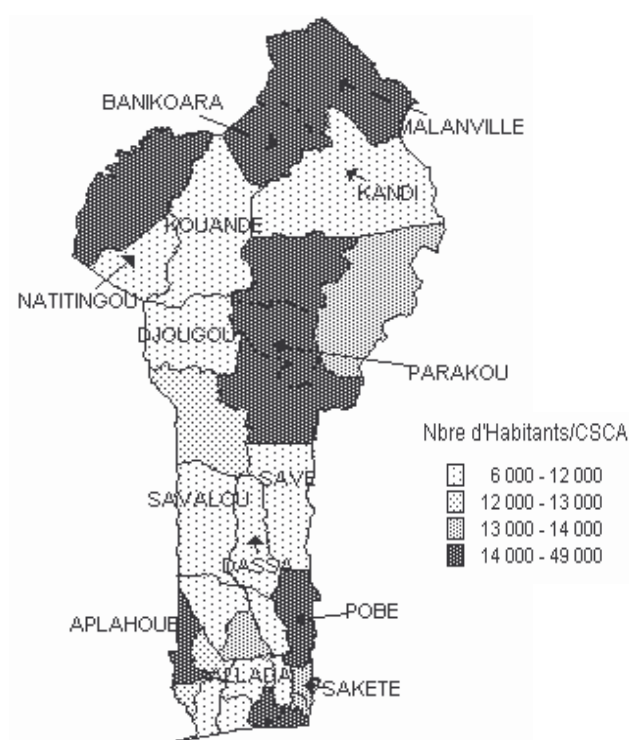 BANIKOARA
MALANVILLE
KANDI
KOUANDE
NATITINGOU
DJOUGOU
PARAKOU
Nbre d'Habitants/CSCA
6 000 - 12 000
12 000 - 13 000
13 000 - 14 000
14 000 - 49 000
SAVE
SAVALOU
DASSA
APLAHOUE
POBE
ALLADA
SAKETE